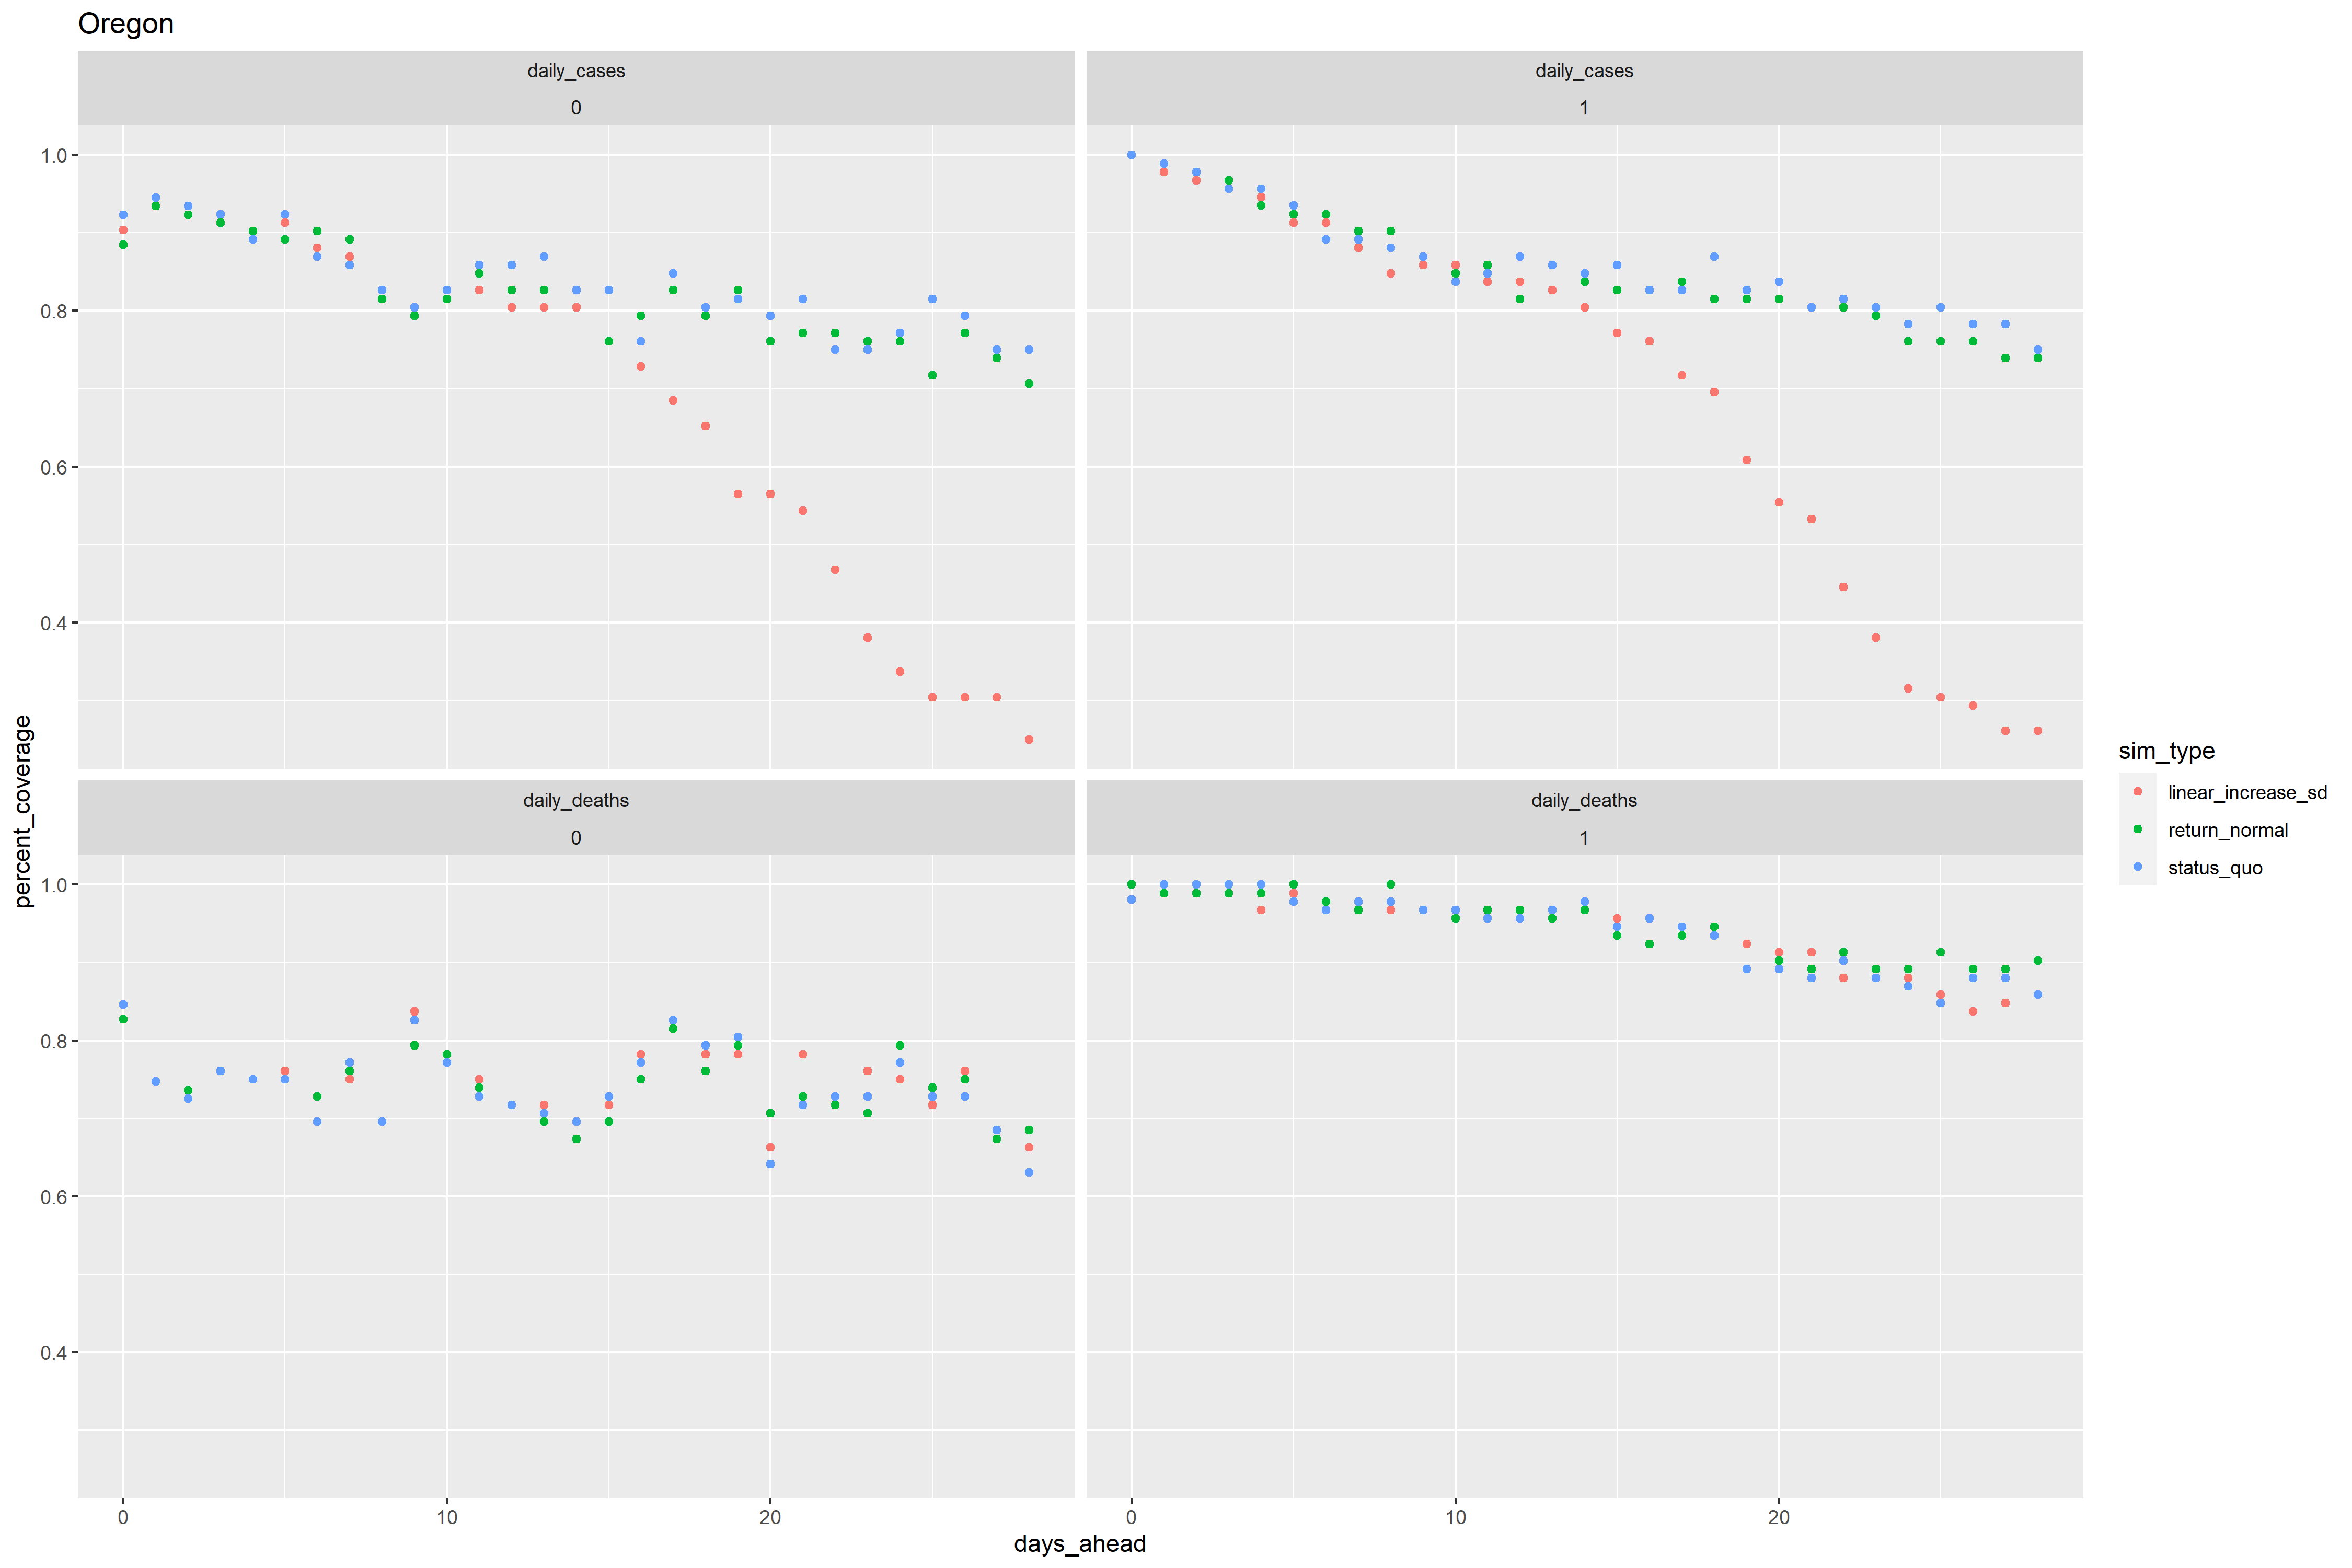 Oregon
daily_cases
0
daily_cases
1
1.0
0.8
0.6
0.4
daily_deaths
0
daily_deaths
1
1.0
0.8
0.6
0.4
0
10
20
0
10
20
days_ahead
percent_coverage
sim_type
linear_increase_sd
return_normal
status_quo